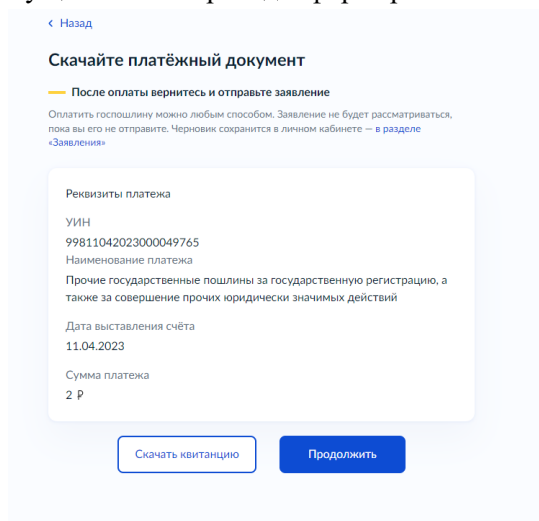 ‹ Назад
Скачайте платёжный документ
После оплаты вернитесь и отправьте заявление
Оплатить госпошлину можно любым способом. Заявление не будет рассматриваться,
пока вы его не отправите. Черновик сохранится в личном кабинете – в разделе
«Заявления»
Реквизиты платежа
УИН
99811042023000049765
Наименование платежа
Прочие государственные пошлины за государственную регистрацию, а
также за совершение прочих юридически значимых действий
Дата выставления счёта
11.04.2023
Сумма платежа
2 ₽
Скачать квитанцию
Продолжить